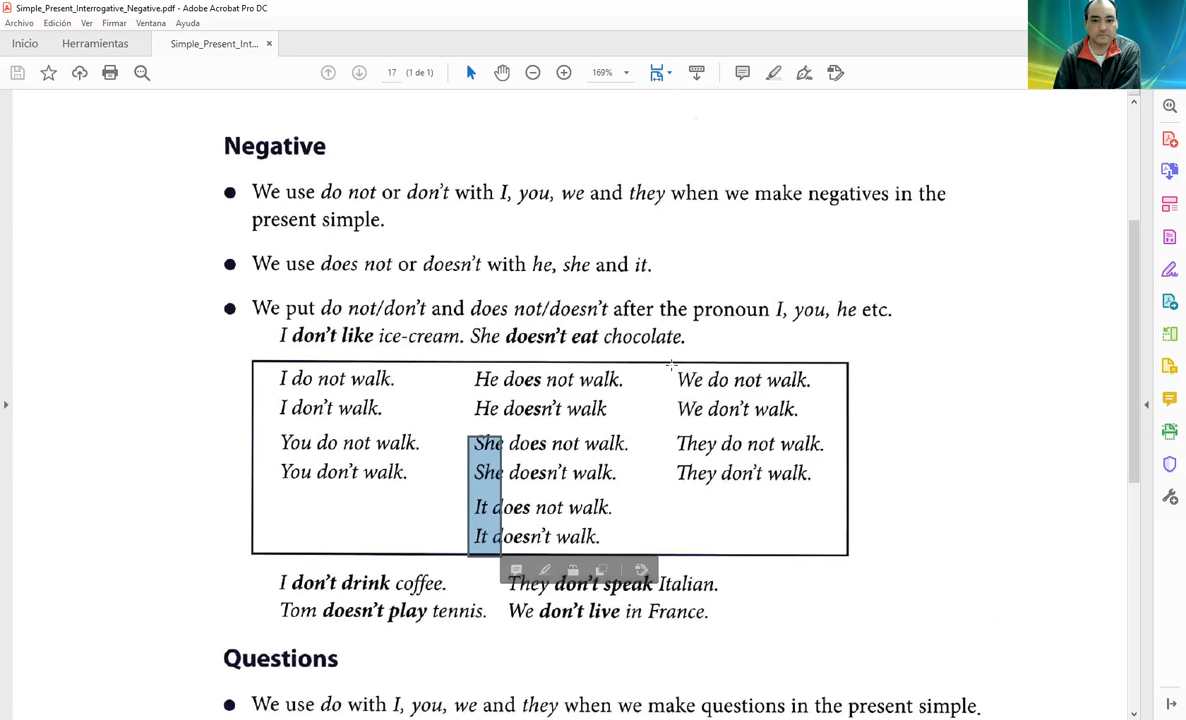 Simple_Present_Interrogative_Negative.pdf - Adobe Acrobat Pro DC
Archivo Edición Ver Firmar Ventana Ayuda
Inicio Herramientas Simple_Present_Int... ×
17 (1 de 1) 169%
Negative
● We use do not or don't with I, you, we and they when we make negatives in the
present simple.
● We use does not or doesn't with he, she and it.
● We put do not/don't and does not/doesn't after the pronoun I, you, he etc.
I don't like ice-cream. She doesn't eat chocolate.
I do not walk. He does not walk. We do not walk.
I don't walk. He doesn't walk We don't walk.
You do not walk. She does not walk. They do not walk.
You don't walk. She doesn't walk. They don't walk.
It does not walk.
It doesn't walk.
I don't drink coffee. They don't speak Italian.
Tom doesn't play tennis. We don't live in France.
Questions
● We use do with I, you, we and they when we make questions in the present simple.